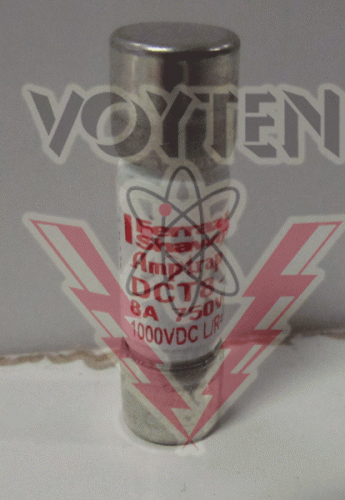 VOYTEN
Ferraz
Shawmut
Amptrap
DCT8
8A 750V
1000VDC L/R